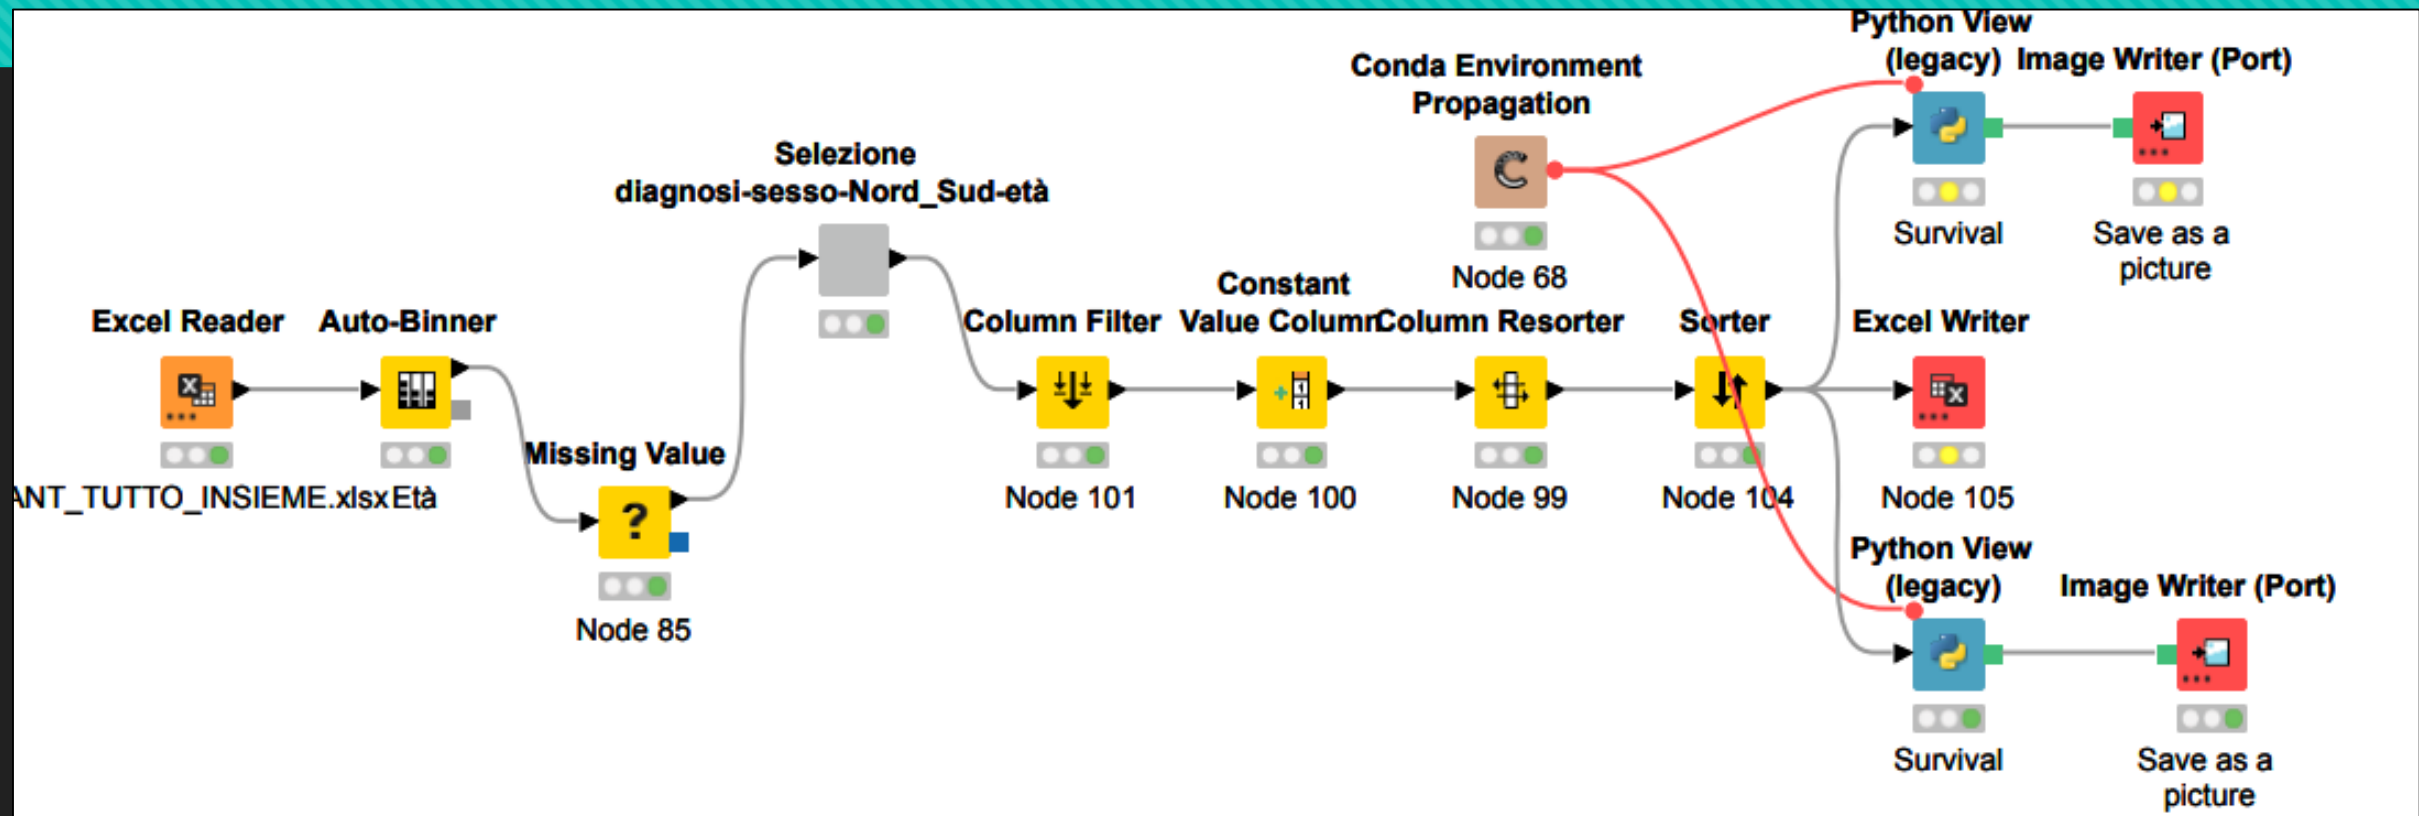 Python View
(legacy)
Image Writer (Port)
Conda Environment
Propagation
Selezione
diagnosi-sesso-Nord_Sud-età
Survival
Save as a
picture
Node 68
Excel Reader
Auto-Binner
Column Filter
Constant
Value Column
Column Resorter
Sorter
Excel Writer
Missing Value
ANT_TUTTO_INSIEME.xlsx
Età
Node 101
Node 100
Node 99
Node 104
Node 105
Node 85
Python View
(legacy)
Image Writer (Port)
Survival
Save as a
picture